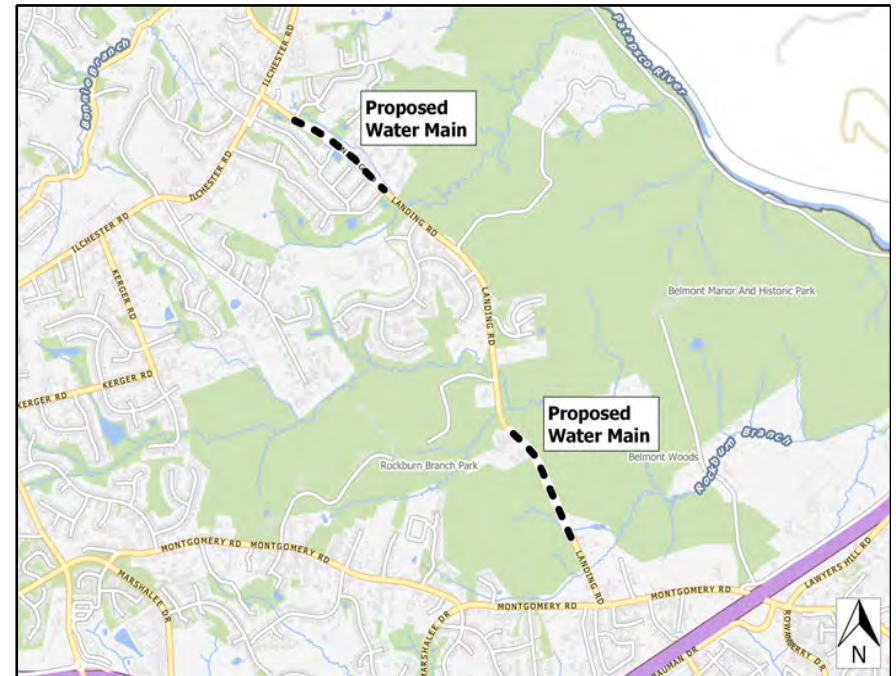 Bonnie Branch
ILCHESTER RD
Patapsco River
Proposed
Water Main
ILCHESTER RD
LANDING RD
ILCHESTER RD
KERGER RD
LANDING RD
Belmont Manor And Historic Park
KERGER RD
KERGER RD
Proposed
Water Main
Rockburn Branch Park
Belmont Woods
Rockburn Branch
MONTGOMERY RD
MONTGOMERY RD
MARSHALEE DR
LANDING RD
MONTGOMERY RD
LAWYERS HILL RD
MONTGOMERY RD
MARSHALEE DR
ROWANBERRY DR
BAUMAN DR
N